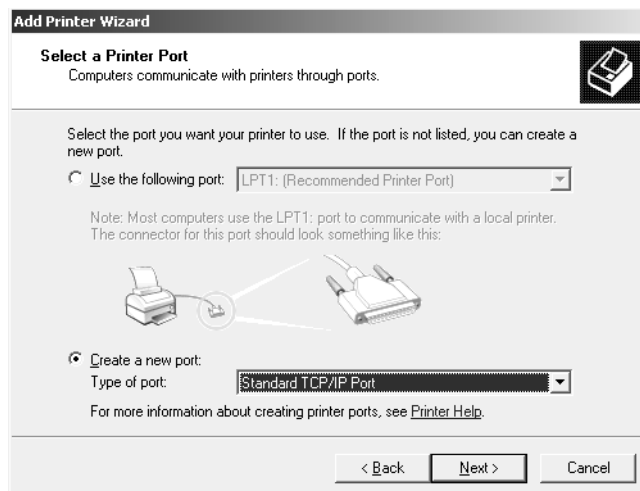 Add Printer Wizard
Select a Printer Port
Computers communicate with printers through ports.
Select the port you want your printer to use. If the port is not listed, you can create a
new port.
Use the following port: LPT1: (Recommended Printer Port)
Note: Most computers use the LPT1: port to communicate with a local printer.
The connector for this port should look something like this:
Create a new port:
Type of port: Standard TCP/IP Port
For more information about creating printer ports, see Printer Help.
< Back Next > Cancel